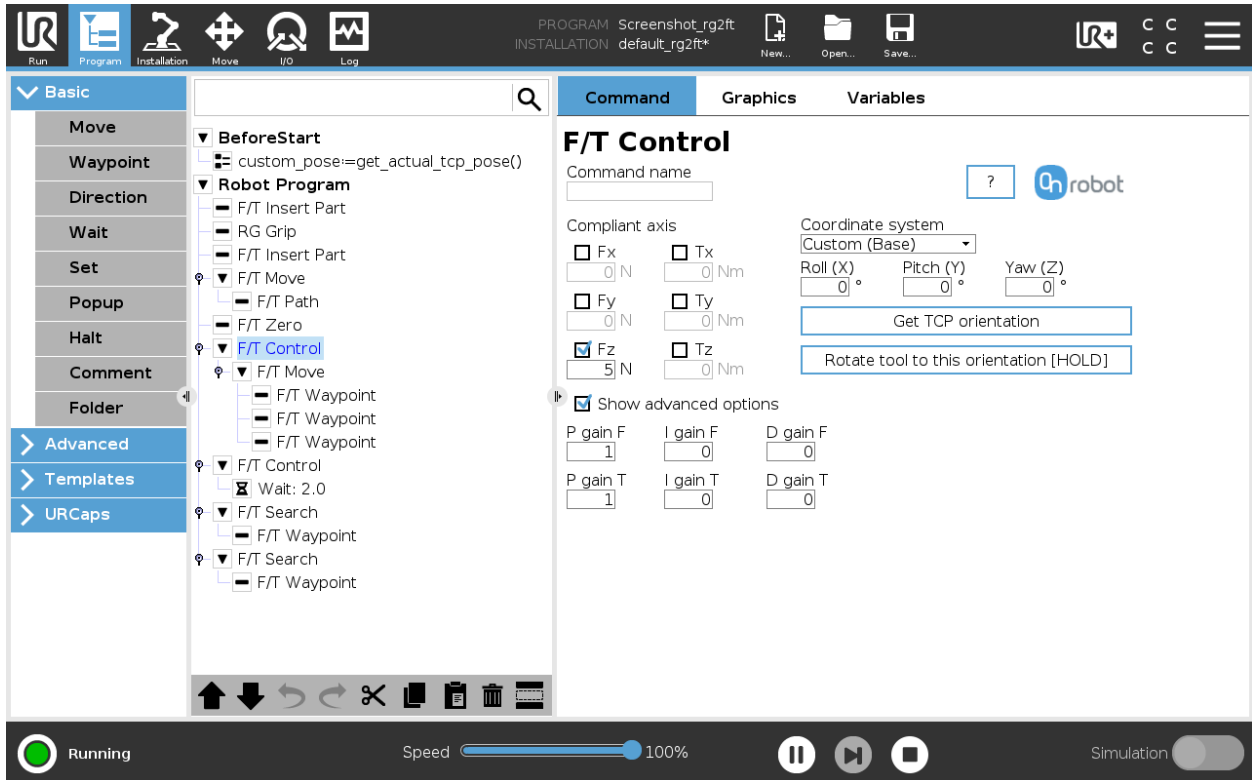 PROGRAM Screenshot_rg2ft
INSTALLATION default_rg2ft*
Run Program Installation Move I/O Log New... Open... Save... UR+ C C
C C
Basic
Move
Waypoint
Direction
Wait
Set
Popup
Halt
Comment
Folder
Advanced
Templates
URCaps
BeforeStart
custom_pose:=get_actual_tcp_pose()
Robot Program
F/T Insert Part
RG Grip
F/T Insert Part
F/T Move
F/T Path
F/T Zero
F/T Control
F/T Move
F/T Waypoint
F/T Waypoint
F/T Waypoint
F/T Control
Wait: 2.0
F/T Search
F/T Waypoint
F/T Search
F/T Waypoint
Command Graphics Variables
F/T Control
Command name
? On robot
Compliant axis
Fx Tx
0 N 0 Nm
Fy Ty
0 N 0 Nm
Fz Tz
5 N 0 Nm
Coordinate system
Custom (Base)
Roll (X) Pitch (Y) Yaw (Z)
0 ° 0 ° 0 °
Get TCP orientation
Rotate tool to this orientation [HOLD]
Show advanced options
P gain F I gain F D gain F
1 0 0
P gain T I gain T D gain T
1 0 0
Running Speed 100% Simulation